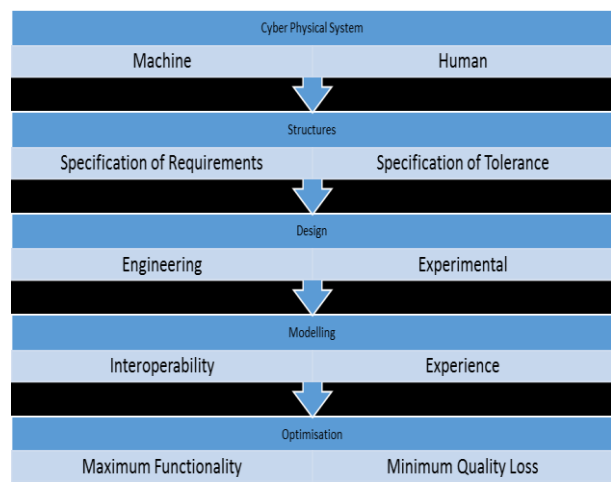 Cyber Physical System
Machine Human
Structures
Specification of Requirements Specification of Tolerance
Design
Engineering Experimental
Modelling
Interoperability Experience
Optimisation
Maximum Functionality Minimum Quality Loss